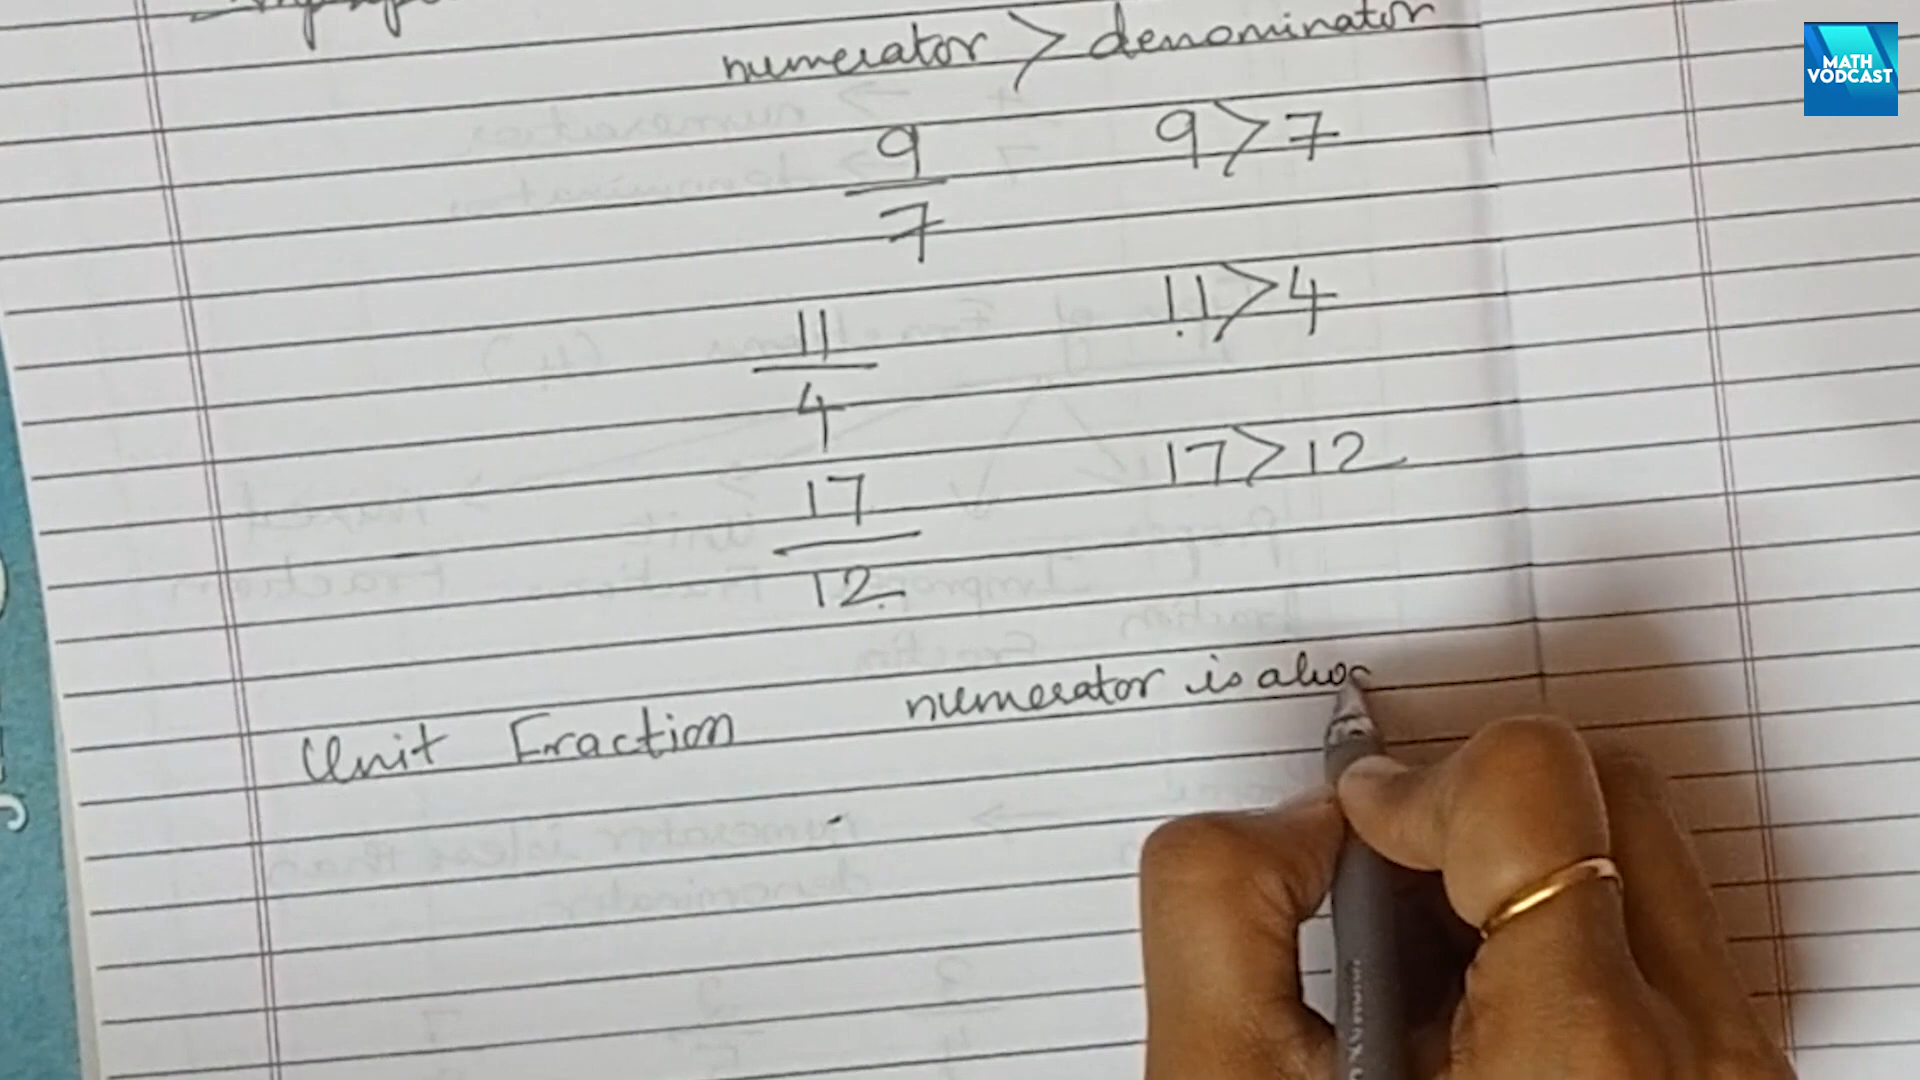 numerator > denominator
9/7 9>7
11/4 11>4
17/12 17>12
numerator is alwa
Unit Fraction
MATH
VODCAST